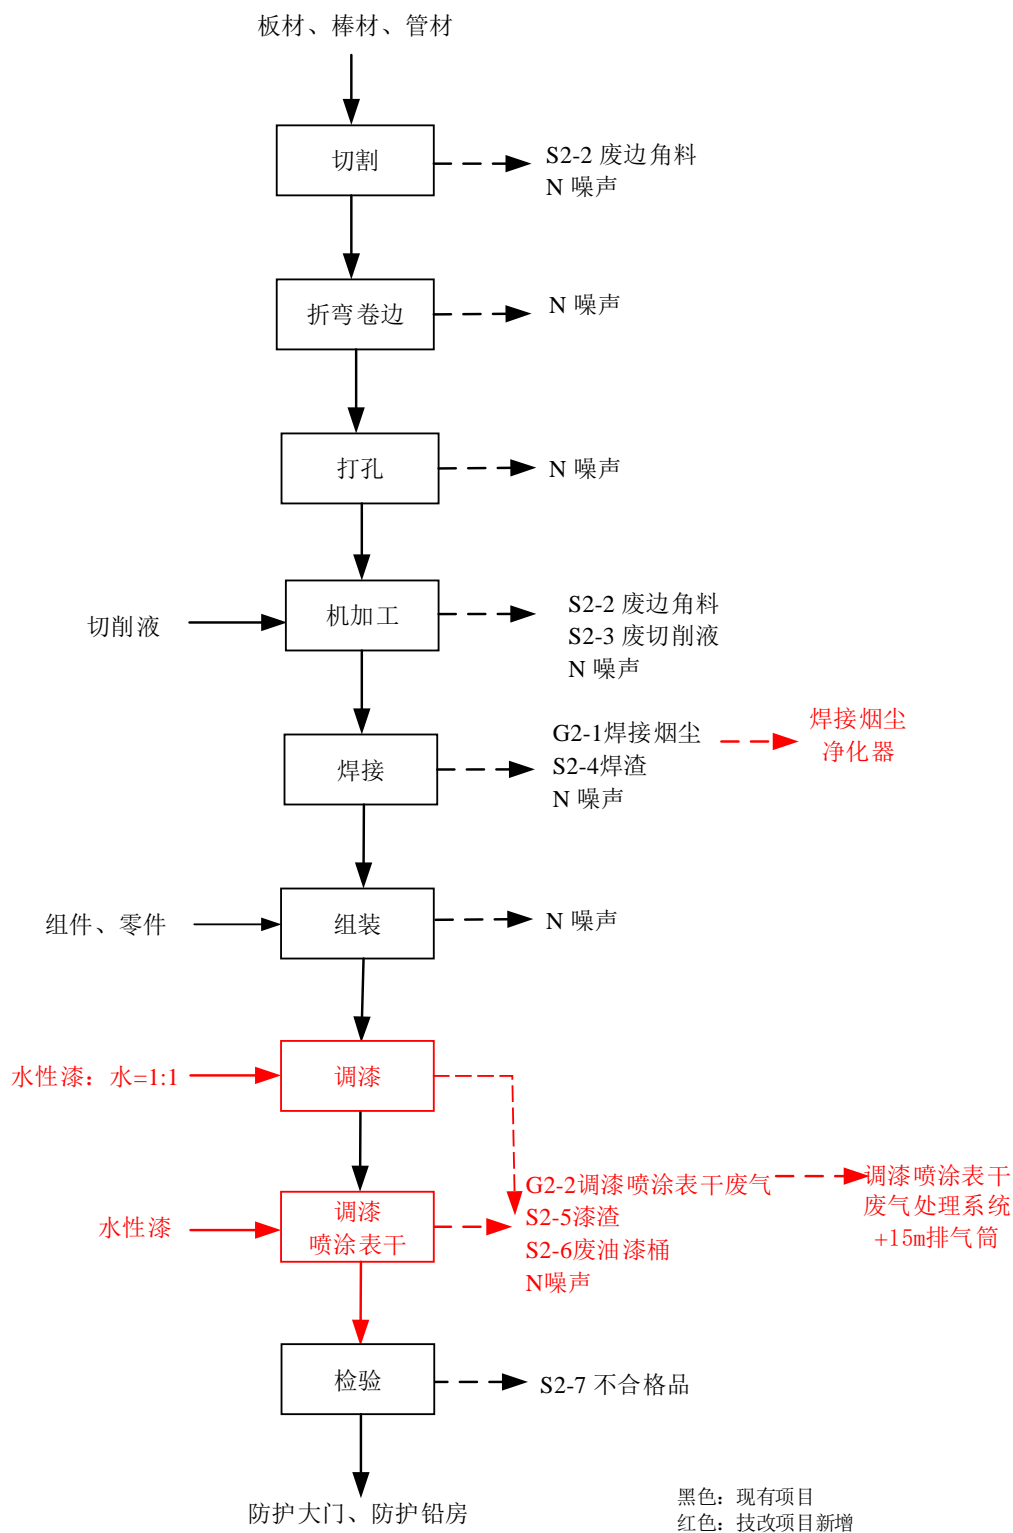 板材、棒材、管材
切割
S2-2 废边角料
N 噪声
折弯卷边
N 噪声
打孔
N 噪声
切削液
机加工
S2-2 废边角料
S2-3 废切削液
N 噪声
焊接
G2-1焊接烟尘
S2-4焊渣
N 噪声
焊接烟尘
净化器
组件、零件
组装
N 噪声
水性漆：水=1:1
调漆
水性漆
调漆
喷涂表干
G2-2调漆喷涂表干废气
S2-5漆渣
S2-6废油漆桶
N噪声
调漆喷涂表干
废气处理系统
+15m排气筒
检验
S2-7 不合格品
防护大门、防护铅房
黑色：现有项目
红色：技改项目新增